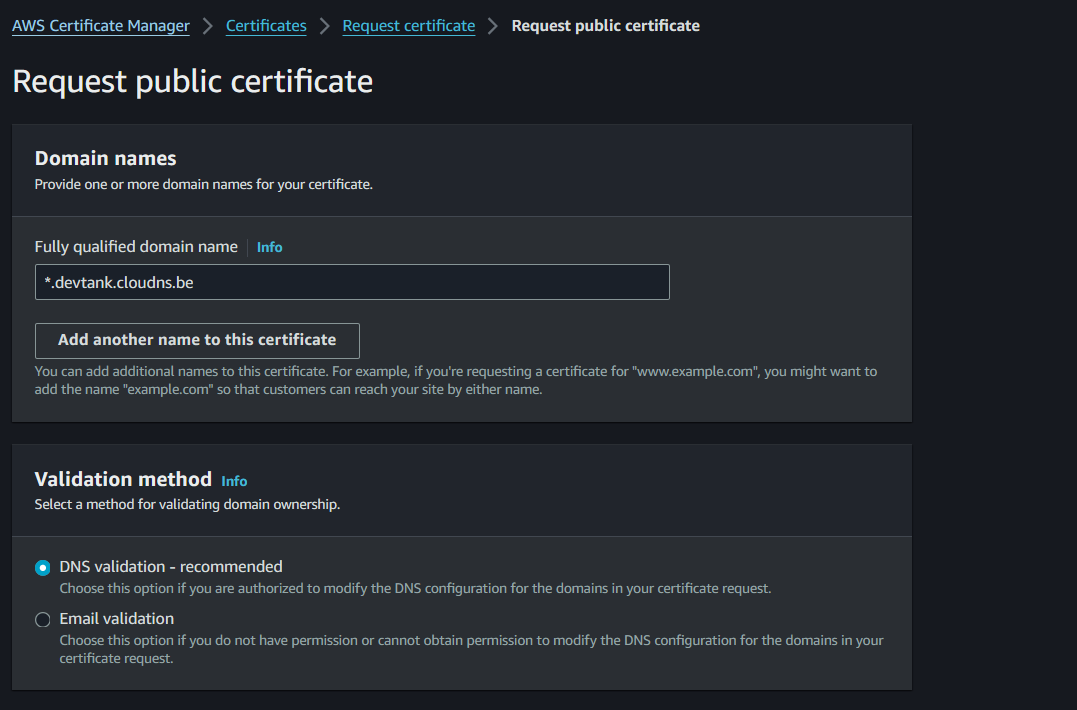 AWS Certificate Manager > Certificates > Request certificate > Request public certificate
Request public certificate
Domain names
Provide one or more domain names for your certificate.
Fully qualified domain name | Info
*.devtank.cloudns.be
Add another name to this certificate
You can add additional names to this certificate. For example, if you're requesting a certificate for "www.example.com", you might want to
add the name "example.com" so that customers can reach your site by either name.
Validation method Info
Select a method for validating domain ownership.
DNS validation - recommended
Choose this option if you are authorized to modify the DNS configuration for the domains in your certificate request.
Email validation
Choose this option if you do not have permission or cannot obtain permission to modify the DNS configuration for the domains in your
certificate request.